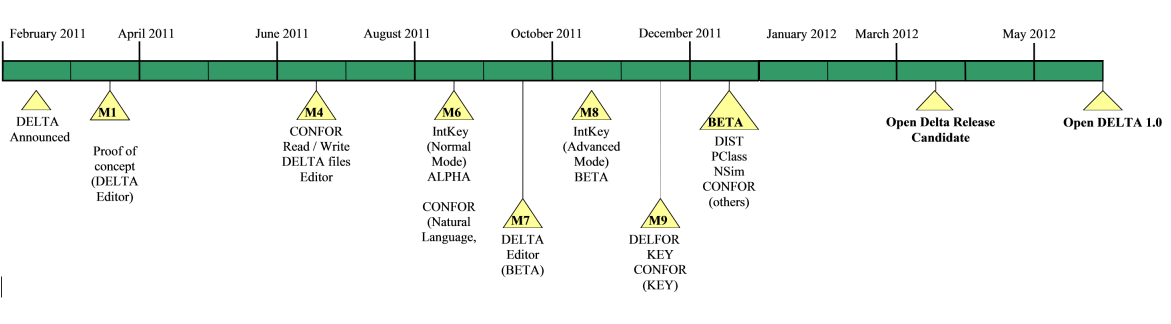 February 2011
April 2011
June 2011
August 2011
October 2011
December 2011
January 2012
March 2012
May 2012
DELTA
Announced
M1
Proof of
concept
(DELTA
Editor)
M4
CONFOR
Read / Write
DELTA files
Editor
M6
IntKey
(Normal
Mode)
ALPHA
CONFOR
(Natural
Language,
M7
DELTA
Editor
(BETA)
M8
IntKey
(Advanced
Mode)
BETA
M9
DELFOR
KEY
CONFOR
(KEY)
BETA
DIST
PClass
NSim
CONFOR
(others)
Open Delta Release
Candidate
Open DELTA 1.0